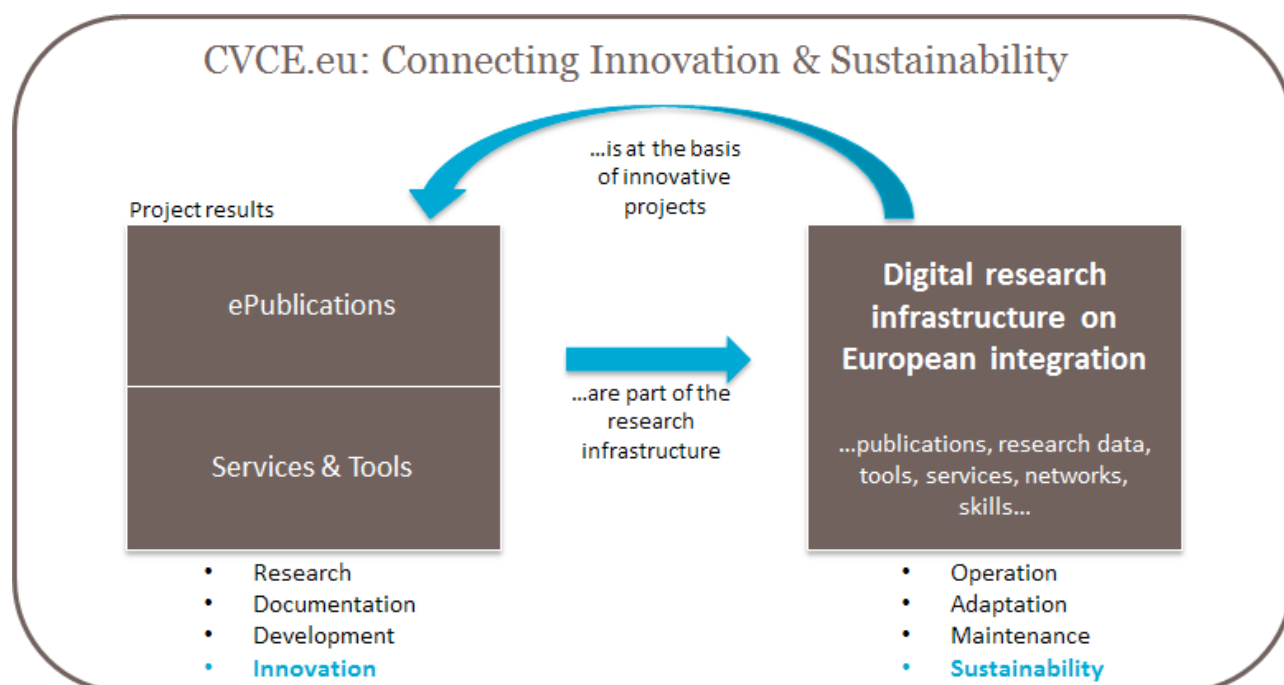 CVCE.eu: Connecting Innovation & Sustainability
...is at the basis
of innovative
projects
Project results
ePublications
Services & Tools
...are part of the
research
infrastructure
Digital research
infrastructure on
European integration
...publications, research data,
tools, services, networks,
skills...
• Research
• Documentation
• Development
• Innovation
• Operation
• Adaptation
• Maintenance
• Sustainability